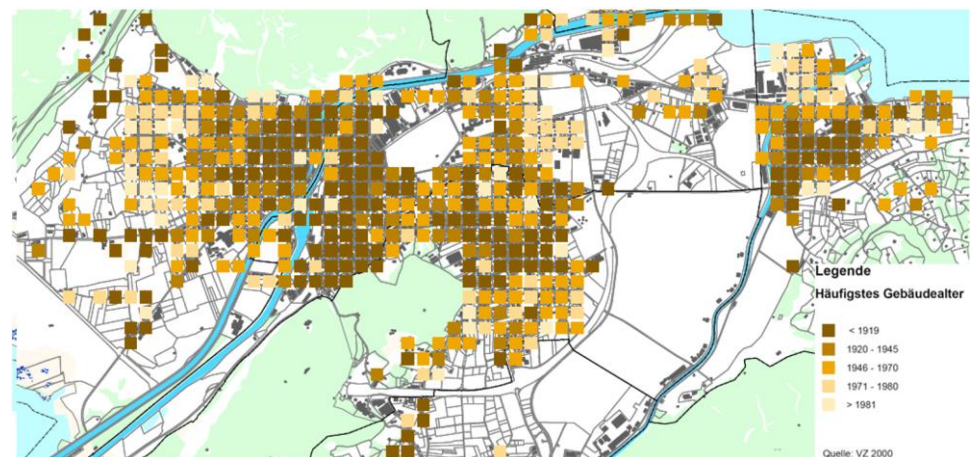 Legende
Häufigstes Gebäudealter
< 1919
1920 - 1945
1946 - 1970
1971 - 1980
> 1981
Quelle: VZ 2000